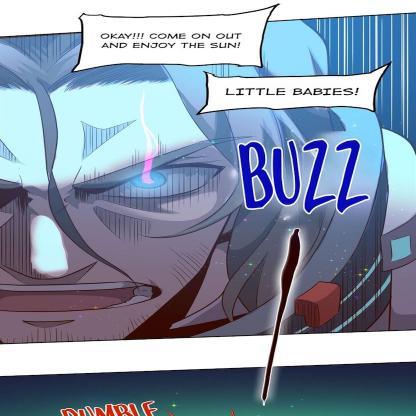 OKAY!!! COME ON OUT
AND ENJOY THE SUN!
LITTLE BABIES!
BUZZ
RUMBLE